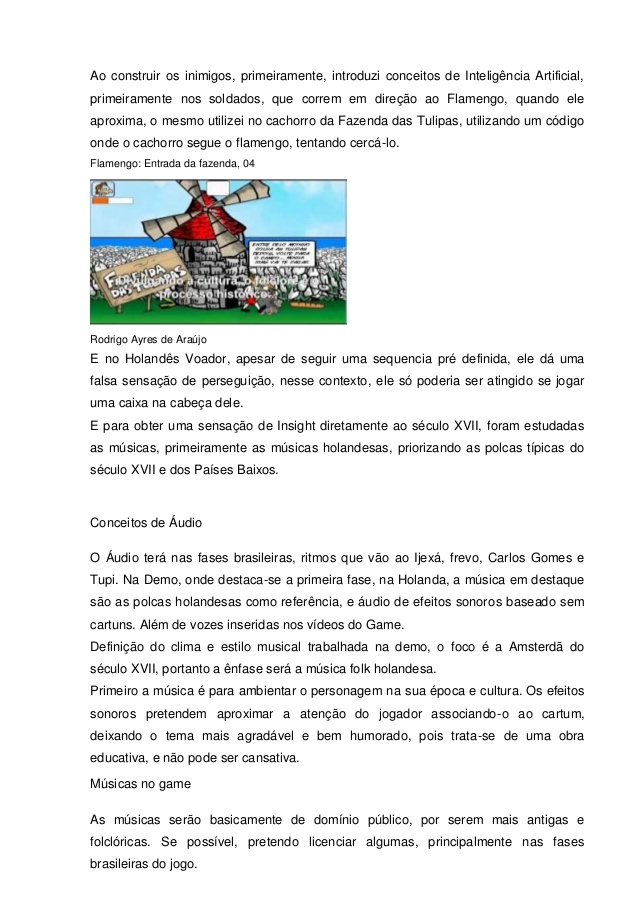 Ao construir os inimigos, primeiramente, introduzi conceitos de Inteligência Artificial,
primeiramente nos soldados, que correm em direção ao Flamengo, quando ele
aproxima, o mesmo utilizei no cachorro da Fazenda das Tulipas, utilizando um código
onde o cachorro segue o flamengo, tentando cercá-lo.
Flamengo: Entrada da fazenda, 04
ENTRE PELO MOINHO
VOLTE PARA
FAZENDA
DAS
a cultura, o folclore e
processo histórico.
Rodrigo Ayres de Araújo
E no Holandês Voador, apesar de seguir uma sequencia pré definida, ele dá uma
falsa sensação de perseguição, nesse contexto, ele só poderia ser atingido se jogar
uma caixa na cabeça dele.
E para obter uma sensação de Insight diretamente ao século XVII, foram estudadas
as músicas, primeiramente as músicas holandesas, priorizando as polcas típicas do
século XVII e dos Países Baixos.
Conceitos de Áudio
O Áudio terá nas fases brasileiras, ritmos que vão ao Ijexá, frevo, Carlos Gomes e
Tupi. Na Demo, onde destaca-se a primeira fase, na Holanda, a música em destaque
são as polcas holandesas como referência, e áudio de efeitos sonoros baseado sem
cartuns. Além de vozes inseridas nos vídeos do Game.
Definição do clima e estilo musical trabalhada na demo, o foco é a Amsterdã do
século XVII, portanto a ênfase será a música folk holandesa.
Primeiro a música é para ambientar o personagem na sua época e cultura. Os efeitos
sonoros pretendem aproximar a atenção do jogador associando-o ao cartum,
deixando o tema mais agradável e bem humorado, pois trata-se de uma obra
educativa, e não pode ser cansativa.
Músicas no game
As músicas serão basicamente de domínio público, por serem mais antigas e
folclóricas. Se possível, pretendo licenciar algumas, principalmente nas fases
brasileiras do jogo.